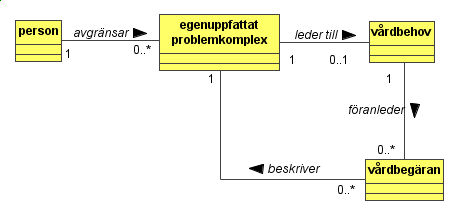 person
avgränsar
1
0..*
egenuppfattat
problemkomplex
leder till
1
0..1
vårdbehov
1
föranleder
0..*
vårdbegäran
0..*
beskriver
1